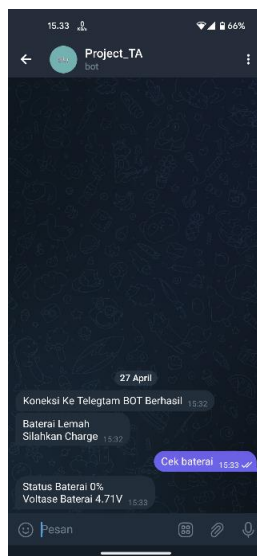 15.33
66%
Project_TA
bot
27 April
Koneksi Ke Telegtam BOT Berhasil 15:32
Baterai Lemah
Silahkan Charge 15:32
Cek baterai 15:33
Status Baterai 0%
Voltase Baterai 4.71V 15:33
Pesan